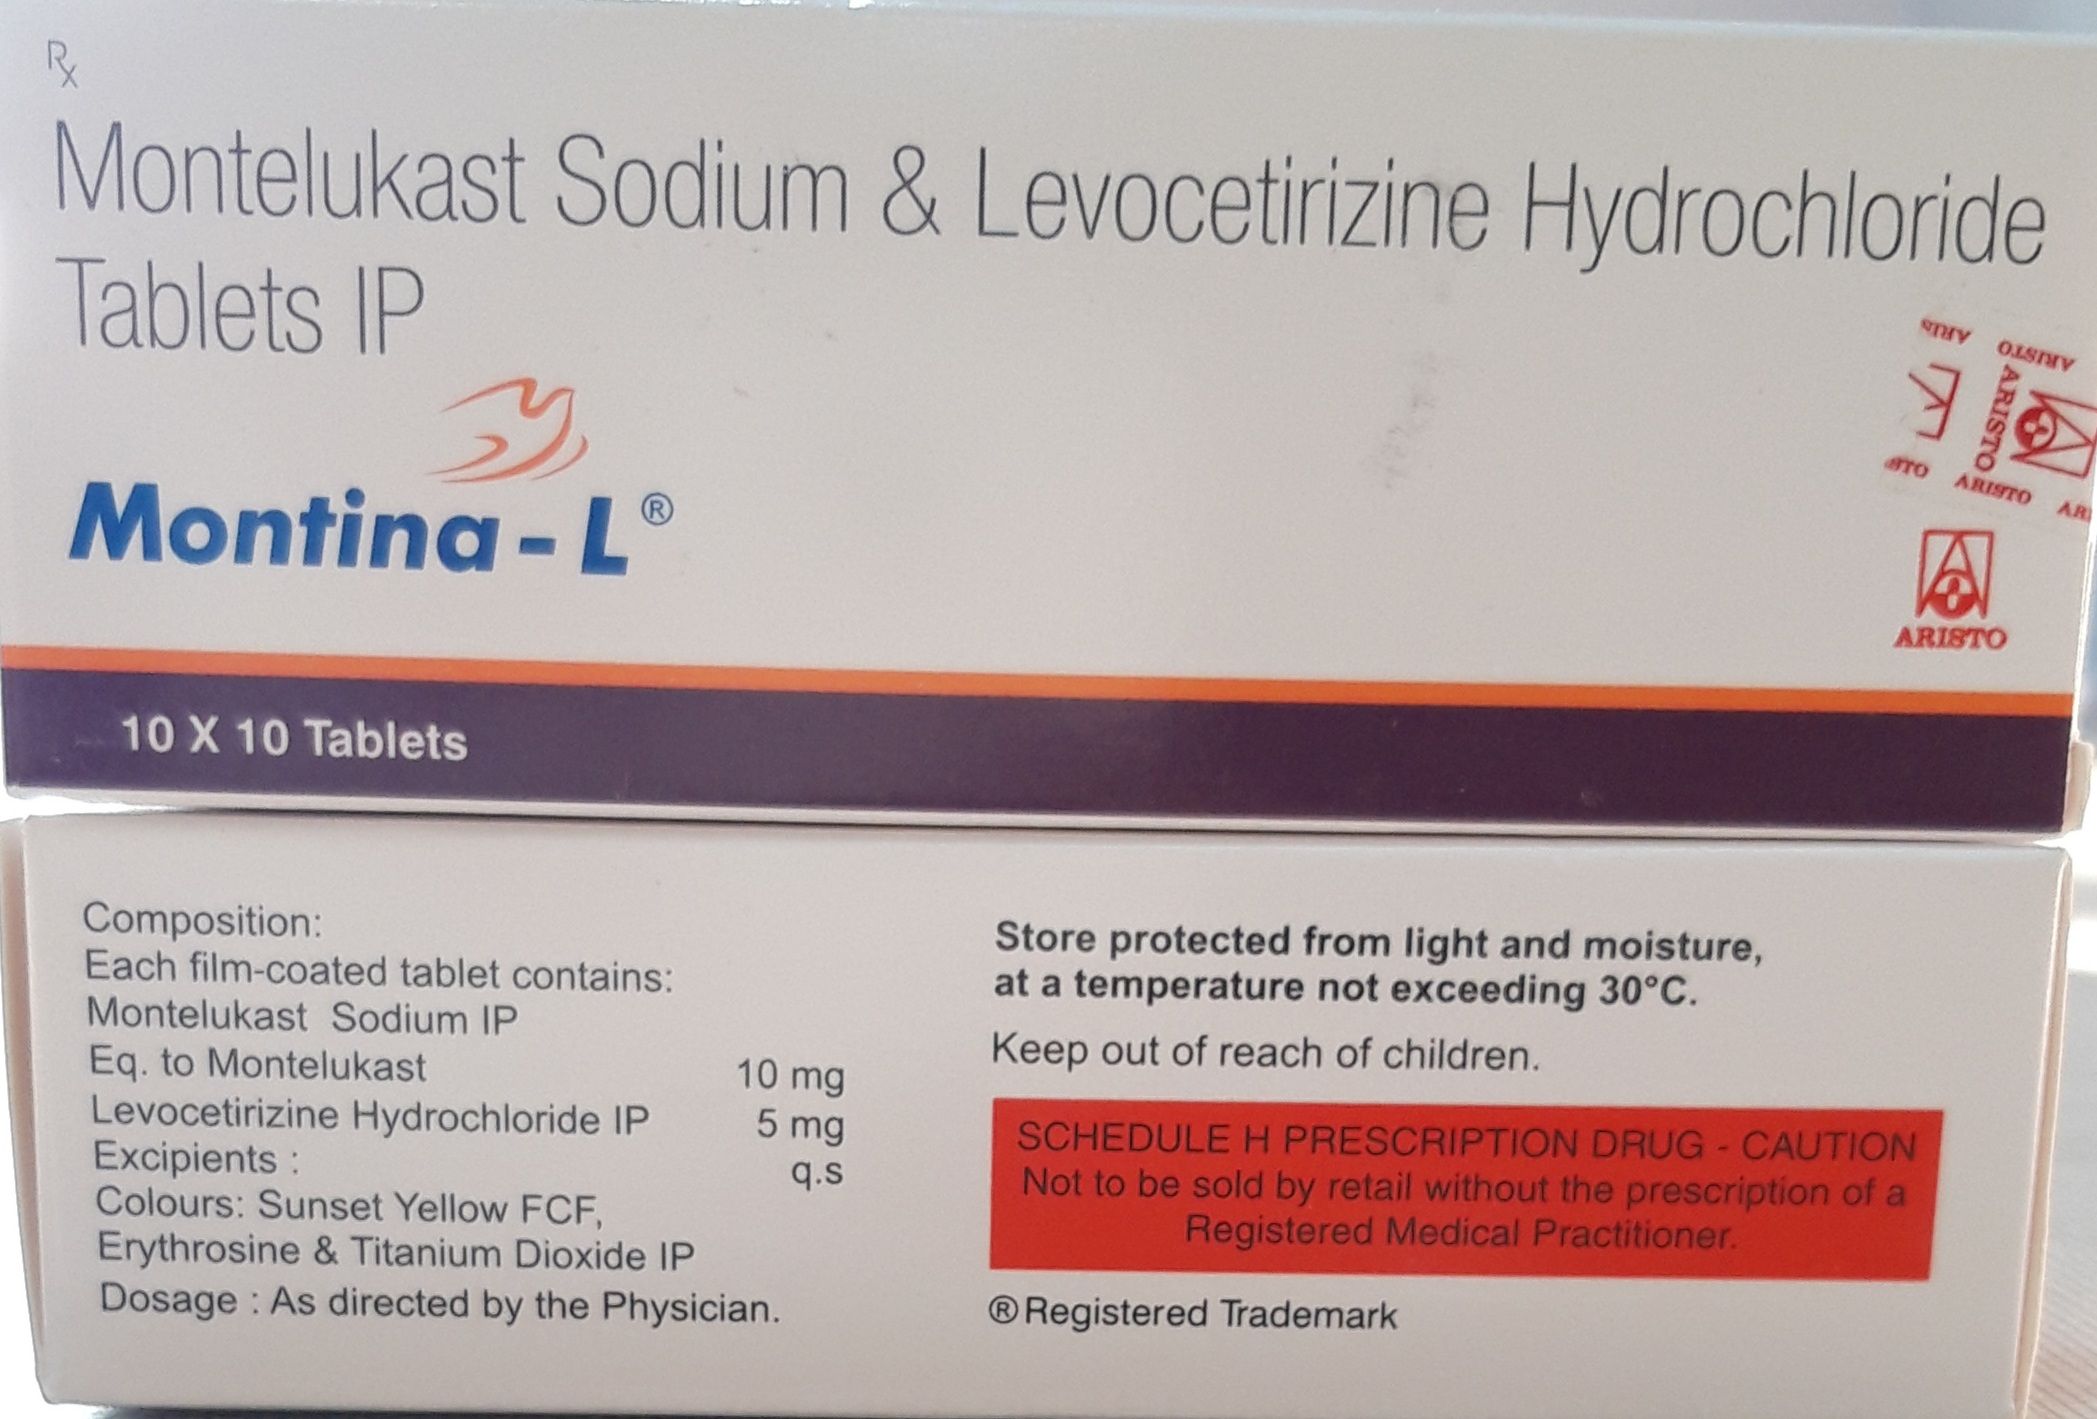 Rx
Montelukast Sodium & Levocetirizine Hydrochloride
Tablets IP
Montina-L®
ARIS
ARISTO
ARISTO
STO
ARISTO
AR
ARISTO
10 X 10 Tablets
Composition:
Each film-coated tablet contains:
Montelukast Sodium IP
Eq. to Montelukast 10 mg
Levocetirizine Hydrochloride IP 5 mg
Excipients : q.s
Colours: Sunset Yellow FCF,
Erythrosine & Titanium Dioxide IP
Dosage : As directed by the Physician.
Store protected from light and moisture,
at a temperature not exceeding 30°C.
Keep out of reach of children.
SCHEDULE H PRESCRIPTION DRUG - CAUTION
Not to be sold by retail without the prescription of a
Registered Medical Practitioner.
® Registered Trademark